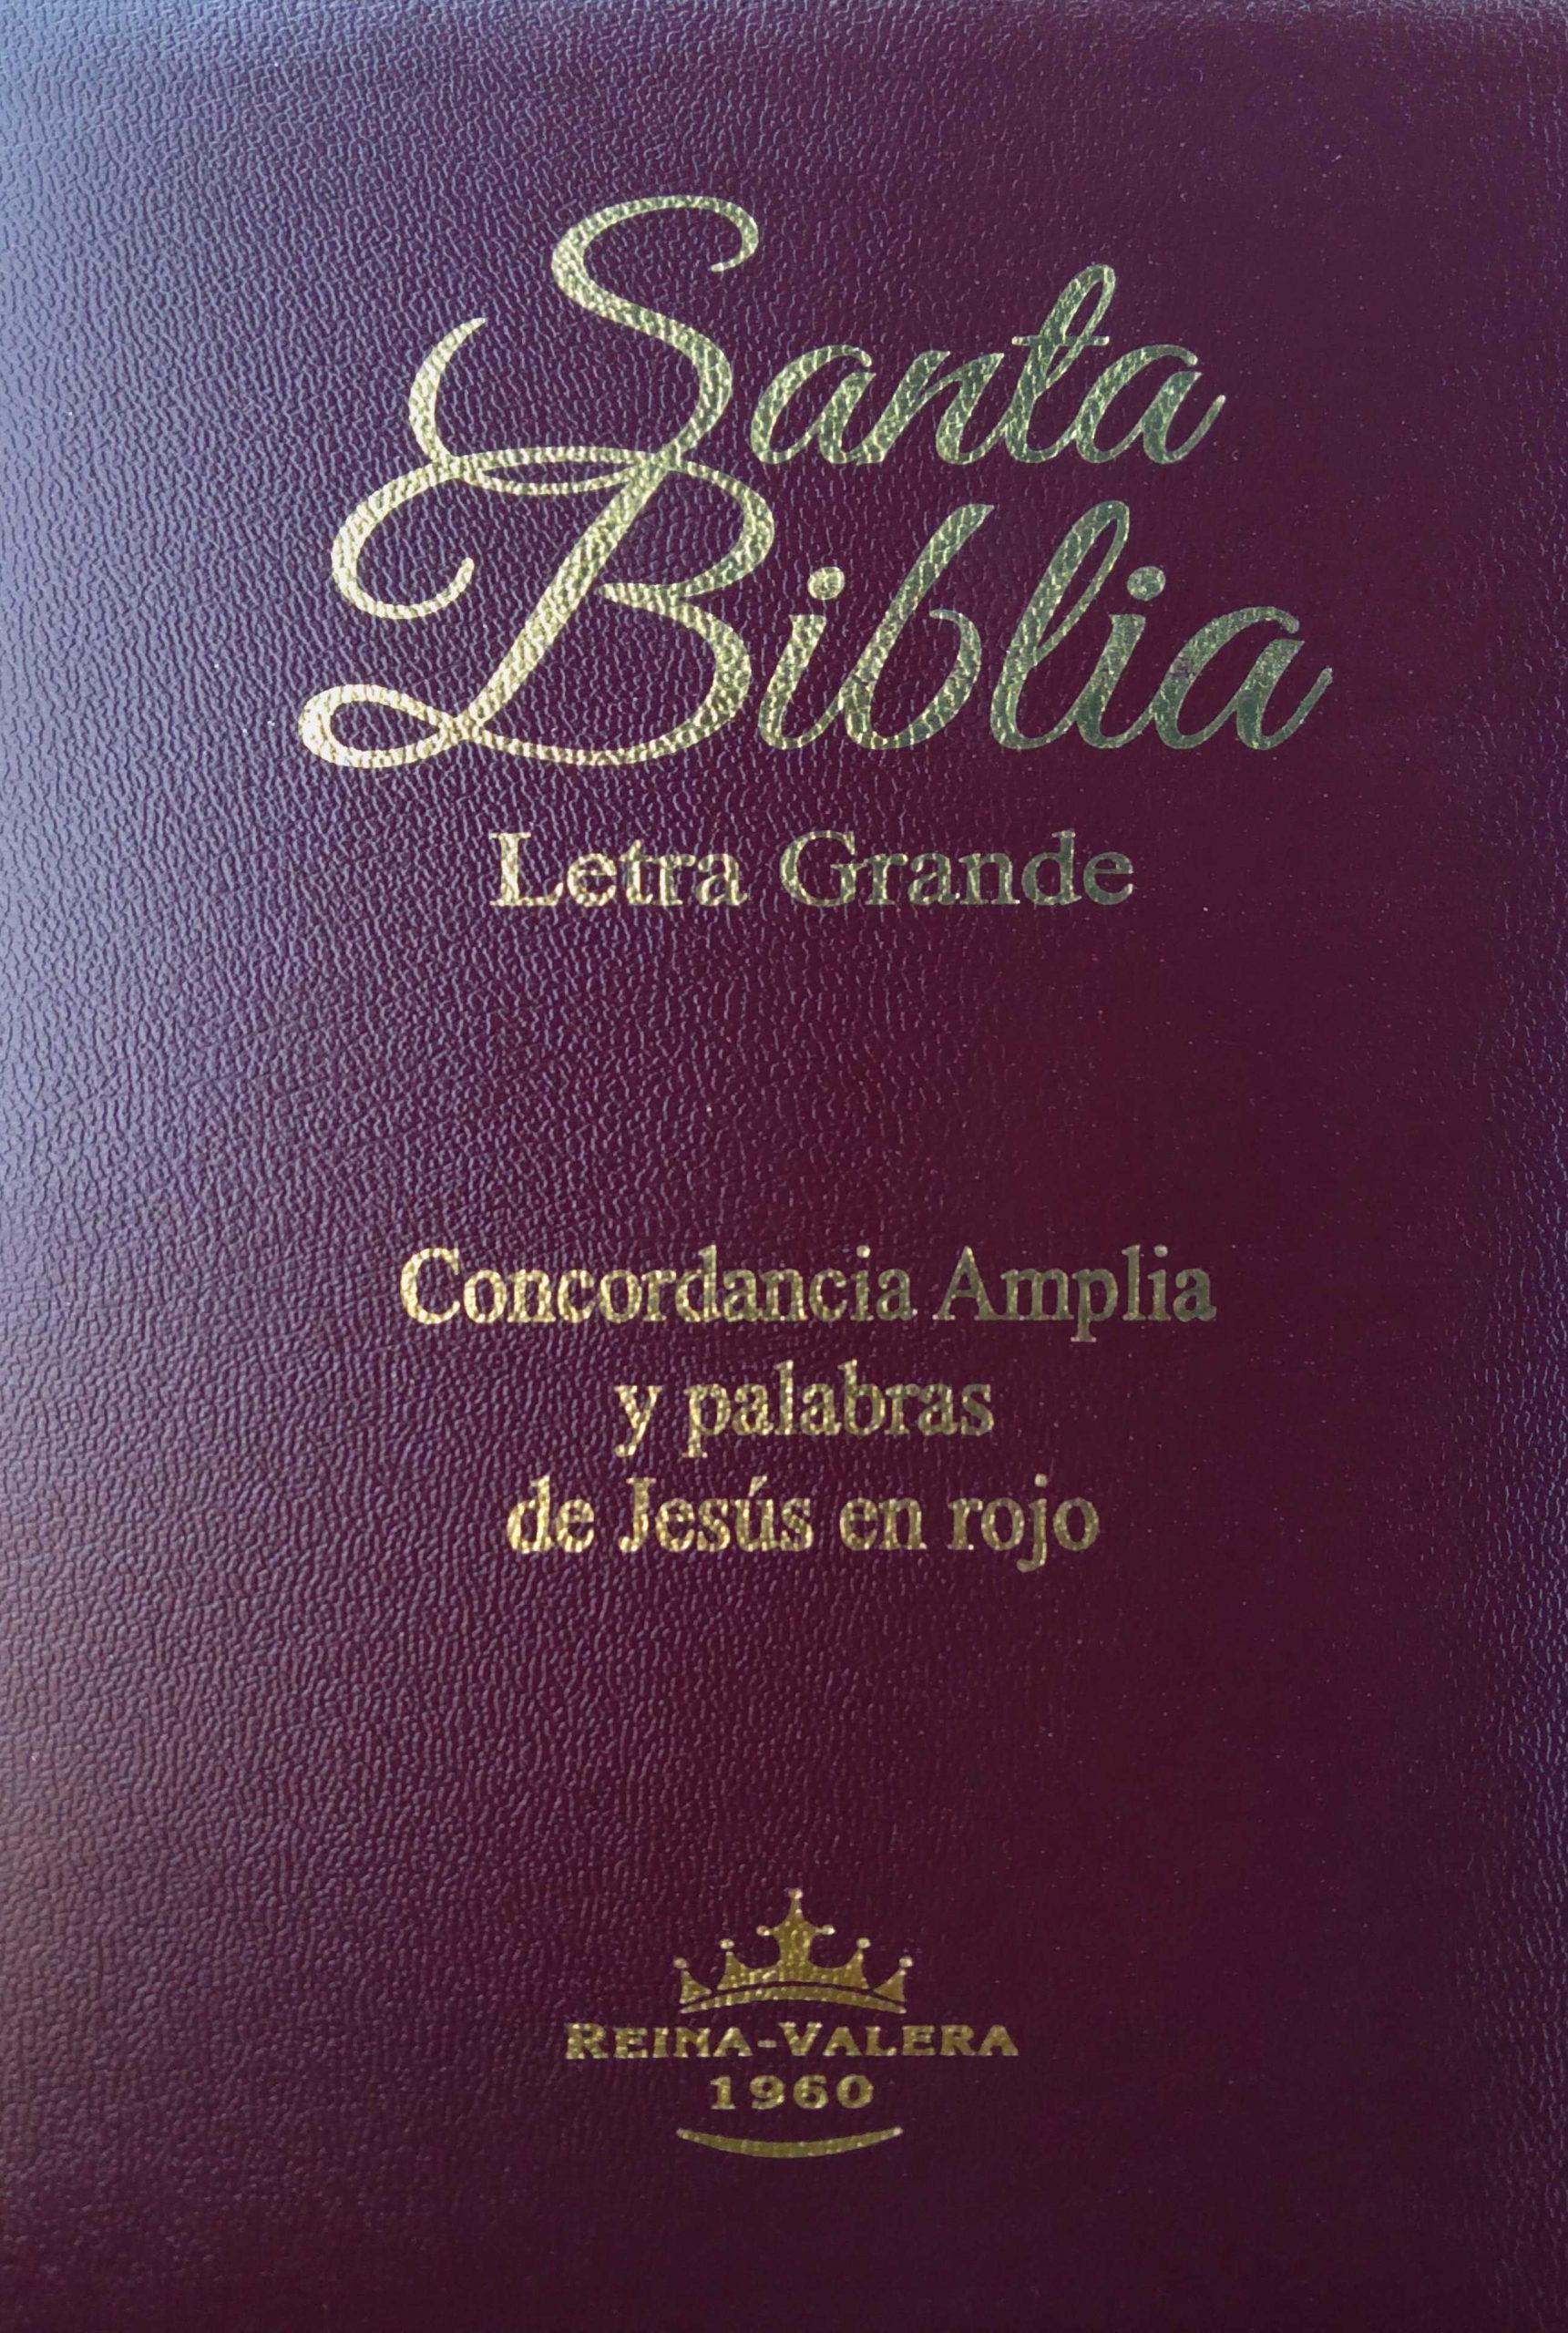 Santa
Biblia
Letra Grande
Concordancia Amplia
y palabras
de Jesús en rojo
REINA-VALERA
1960